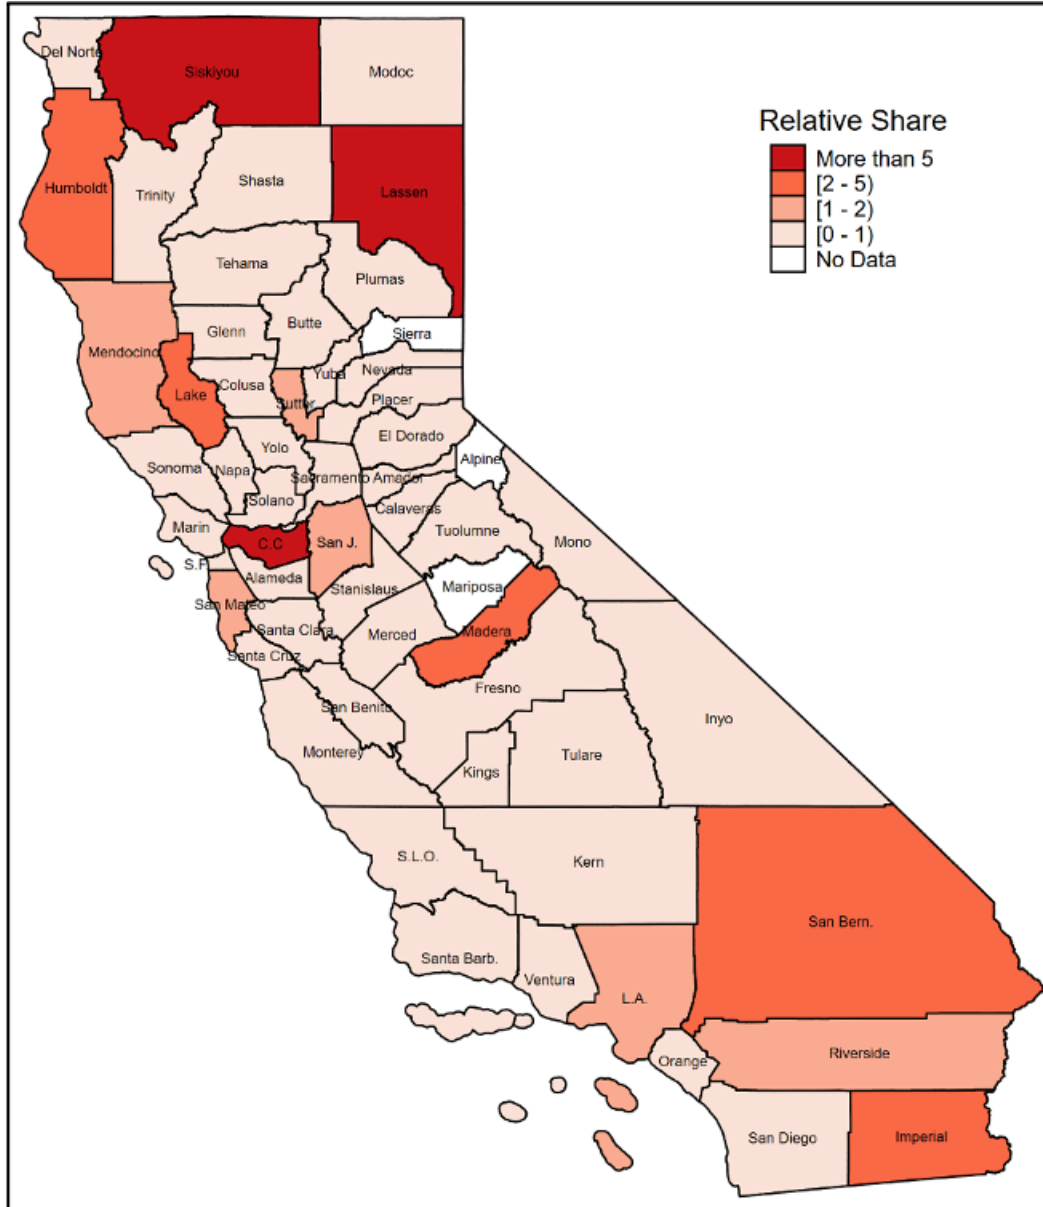 Del Norte
Siskiyou
Modoc
Relative Share
More than 5
[2 - 5)
[1 - 2)
[0 - 1)
No Data
Humboldt
Trinity
Shasta
Lassen
Tehama
Plumas
Glenn
Butte
Sierra
Mendocino
Lake
Colusa
Sutter
Yuba
Nevada
Placer
El Dorado
Sonoma
Napa
Yolo
Alpine
Solano
Sacramento
Amador
Calaveras
Marin
C.C
San J.
Tuolumne
Mono
S.F.
Alameda
Stanislaus
Mariposa
San Mateo
Santa Clara
Merced
Madera
Santa Cruz
Fresno
San Benito
Inyo
Monterey
Kings
Tulare
S.L.O.
Kern
San Bern.
Santa Barb.
Ventura
L.A.
Orange
Riverside
San Diego
Imperial